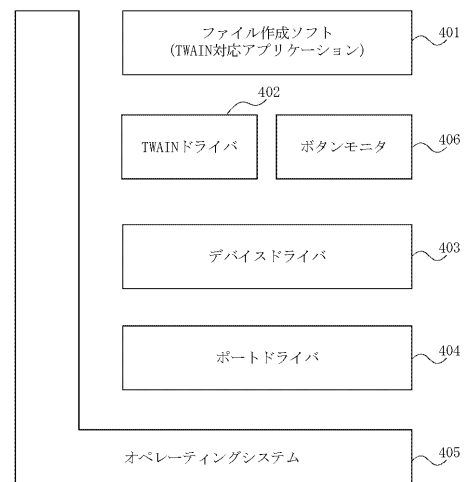 ファイル作成ソフト
(TWAIN対応アプリケーション)
401
402
TWAINドライバ
ボタンモニタ
406
デバイスドライバ
403
ポートドライバ
404
オペレーティングシステム
405